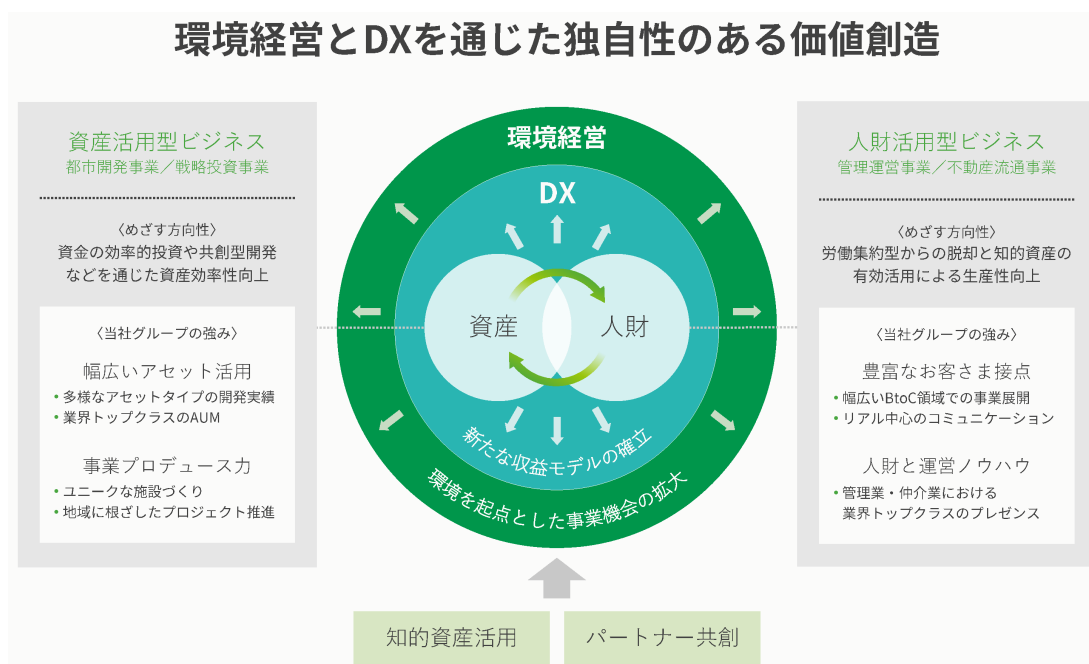 環境経営とDXを通じた独自性のある価値創造
資産活用型ビジネス
都市開発事業／戦略投資事業
〈めざす方向性〉
資金の効率的投資や共創型開発
などを通じた資産効率性向上
〈当社グループの強み〉
幅広いアセット活用
・多様なアセットタイプの開発実績
・業界トップクラスのAUM
事業プロデュース力
・ユニークな施設づくり
・地域に根ざしたプロジェクト推進
環境経営
DX
資産
人財
新たな収益モデルの確立
環境を起点とした事業機会の拡大
人財活用型ビジネス
管理運営事業／不動産流通事業
〈めざす方向性〉
労働集約型からの脱却と知的資産の
有効活用による生産性向上
〈当社グループの強み〉
豊富なお客さま接点
・幅広いBtoC領域での事業展開
・リアル中心のコミュニケーション
人財と運営ノウハウ
・管理業・仲介業における
業界トップクラスのプレゼンス
知的資産活用
パートナー共創